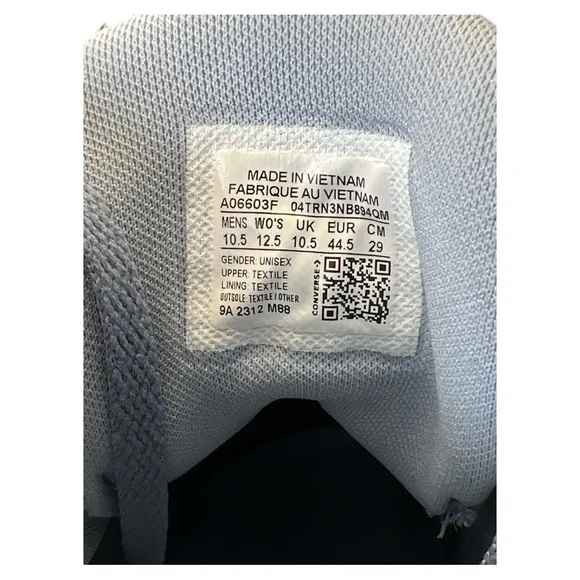 MADE IN VIETNAM
FABRIQUE AU VIETNAM
A06603F 04TRN3NB894QM
MENS WO'S UK EUR CM
10.5 12.5 10.5 44.5 29
GENDER: UNISEX
UPPER: TEXTILE
LINING: TEXTILE
OUTSOLE: TEXTILE / OTHER
9A 2312 M88
CONVERSE